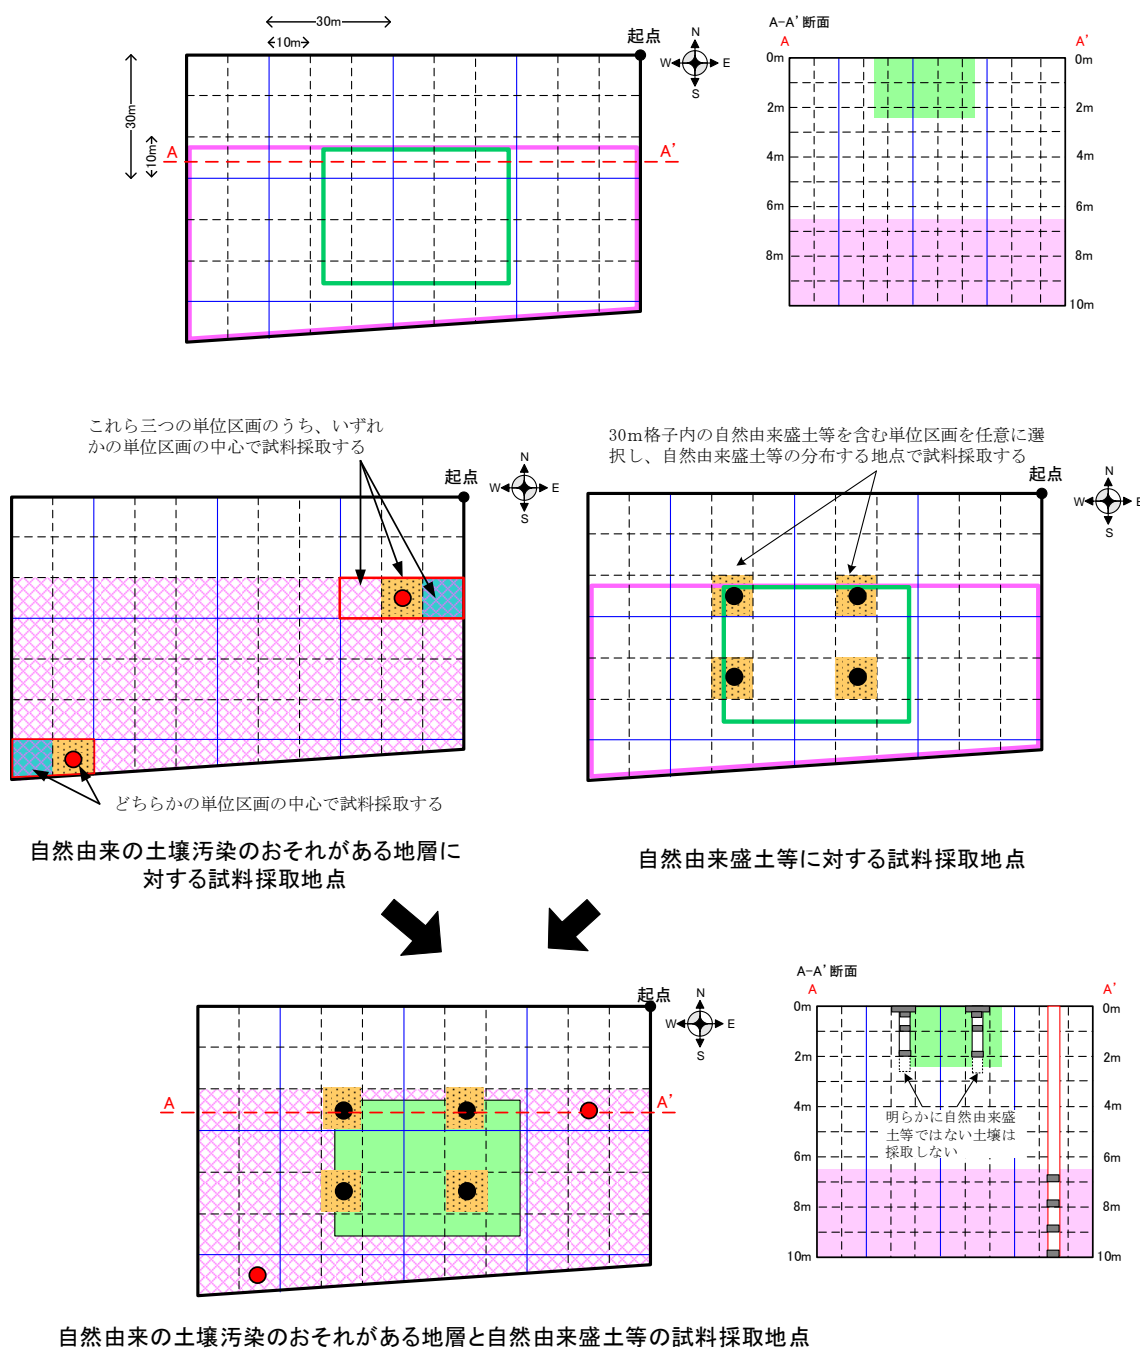 30m
10m
起点
N
W
E
S
30m
10m
A
A'
A-A'断面
A
A'
0m
0m
2m
2m
4m
4m
6m
6m
8m
8m
10m
これら三つの単位区画のうち、いずれ
かの単位区画の中心で試料採取する
起点
N
W
E
S
どちらかの単位区画の中心で試料採取する
自然由来の土壌汚染のおそれがある地層に
対する試料採取地点
30m格子内の自然由来盛土等を含む単位区画を任意に選
択し、自然由来盛土等の分布する地点で試料採取する
起点
N
W
E
S
自然由来盛土等に対する試料採取地点
起点
N
W
E
S
A
A'
A-A'断面
A
A'
0m
0m
2m
2m
4m
4m
明らかに自然由来盛
土等ではない土壌は
採取しない
6m
6m
8m
8m
10m
10m
自然由来の土壌汚染のおそれがある地層と自然由来盛土等の試料採取地点